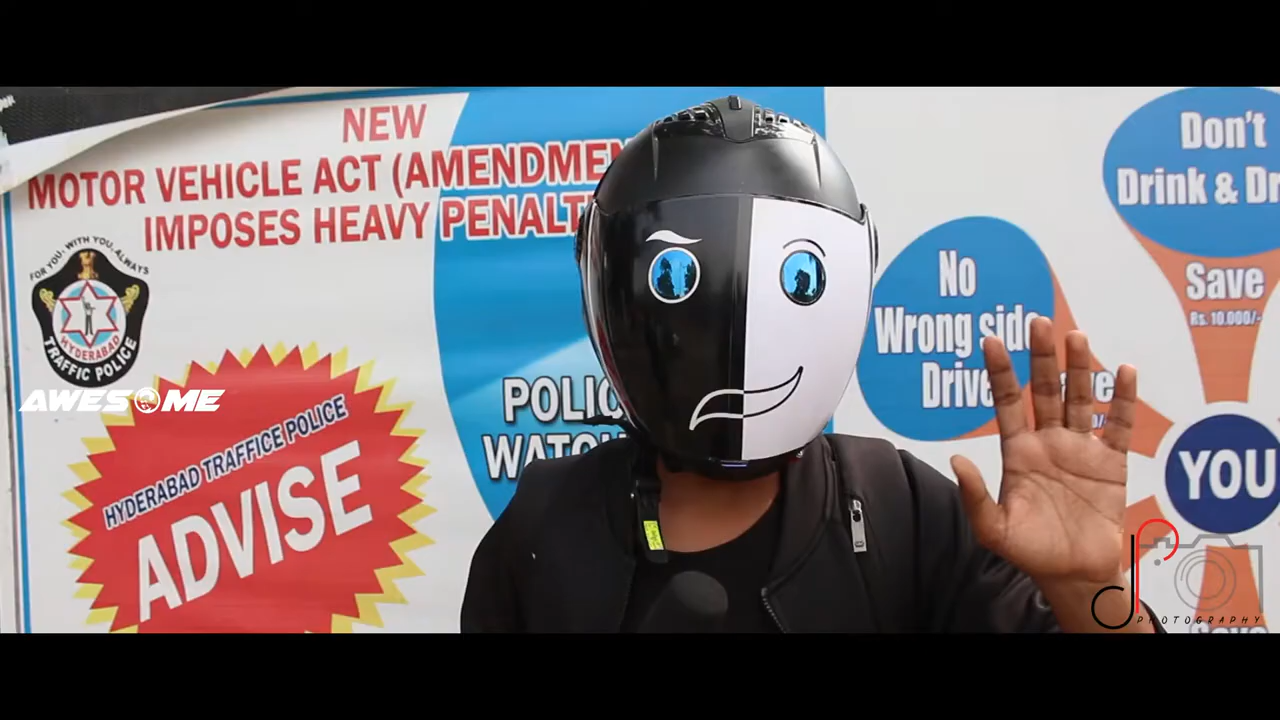 NEW
MOTOR VEHICLE ACT (AMENDMEN
IMPOSES HEAVY PENALT
FOR YOU, WITH YOU, ALWAYS
HYDERABAD
TRAFFIC POLICE
AWESOME
HYDERABAD TRAFFICE POLICE
ADVISE
POLIC
WATCH
No
Wrong side
Drive
Don't
Drink & Dr
Save
Rs. 10.000/-
YOU
Save
PHOTOGRAPHY